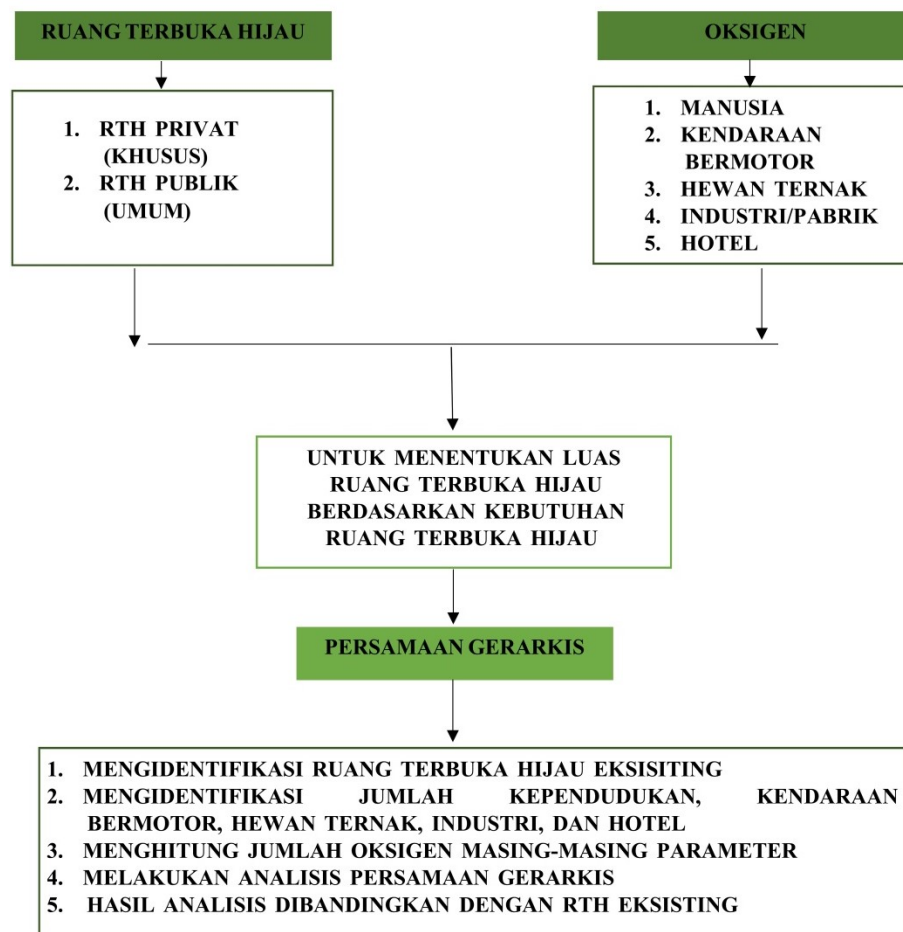 RUANG TERBUKA HIJAU
1. RTH PRIVAT
(KHUSUS)
2. RTH PUBLIK
(UMUM)
OKSIGEN
1. MANUSIA
2. KENDARAAN
BERMOTOR
3. HEWAN TERNAK
4. INDUSTRI/PABRIK
5. HOTEL
UNTUK MENENTUKAN LUAS
RUANG TERBUKA HIJAU
BERDASARKAN KEBUTUHAN
RUANG TERBUKA HIJAU
PERSAMAAN GERARKIS
1. MENGIDENTIFIKASI RUANG TERBUKA HIJAU EKSISITING
2. MENGIDENTIFIKASI JUMLAH KEPENDUDUKAN, KENDARAAN
BERMOTOR, HEWAN TERNAK, INDUSTRI, DAN HOTEL
3. MENGHITUNG JUMLAH OKSIGEN MASING-MASING PARAMETER
4. MELAKUKAN ANALISIS PERSAMAAN GERARKIS
5. HASIL ANALISIS DIBANDINGKAN DENGAN RTH EKSISTING